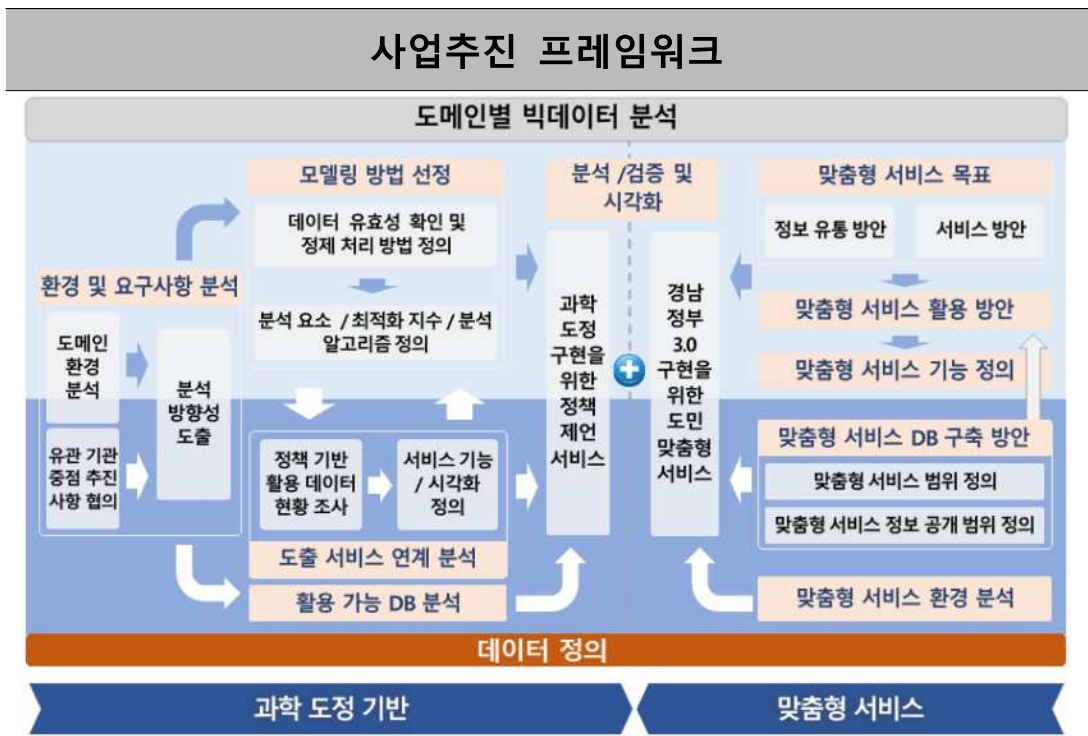 사업추진 프레임워크
도메인별 빅데이터 분석
환경 및 요구사항 분석
도메인
환경
분석
유관 기관
중점 추진
사항 협의
분석
방향성
도출
모델링 방법 선정
데이터 유효성 확인 및
정제 처리 방법 정의
분석 요소 / 최적화 지수 / 분석
알고리즘 정의
정책 기반
활용 데이터
현황 조사
서비스 기능
/ 시각화
정의
도출 서비스 연계 분석
활용 가능 DB 분석
분석 /검증 및
시각화
과학
도정
구현을
위한
정책
제언
서비스
경남
정부
3.0
구현을
위한
도민
맞춤형
서비스
맞춤형 서비스 목표
정보 유통 방안
서비스 방안
맞춤형 서비스 활용 방안
맞춤형 서비스 기능 정의
맞춤형 서비스 DB 구축 방안
맞춤형 서비스 범위 정의
맞춤형 서비스 정보 공개 범위 정의
맞춤형 서비스 환경 분석
데이터 정의
과학 도정 기반
맞춤형 서비스